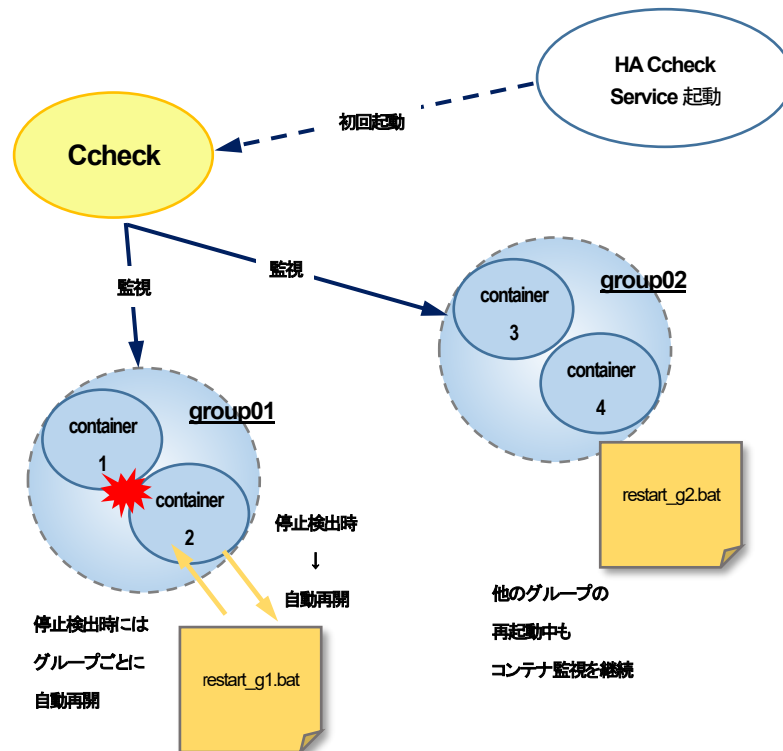 HA Ccheck
Service 起動
初回起動
Ccheck
監視
監視
group02
container
3
container
4
group01
container
1
container
2
restart_g2.bat
停止検出時
↓
自動再開
他のグループの
再起動中も
コンテナ監視を継続
停止検出時には
グループごとに
自動再開
restart_g1.bat